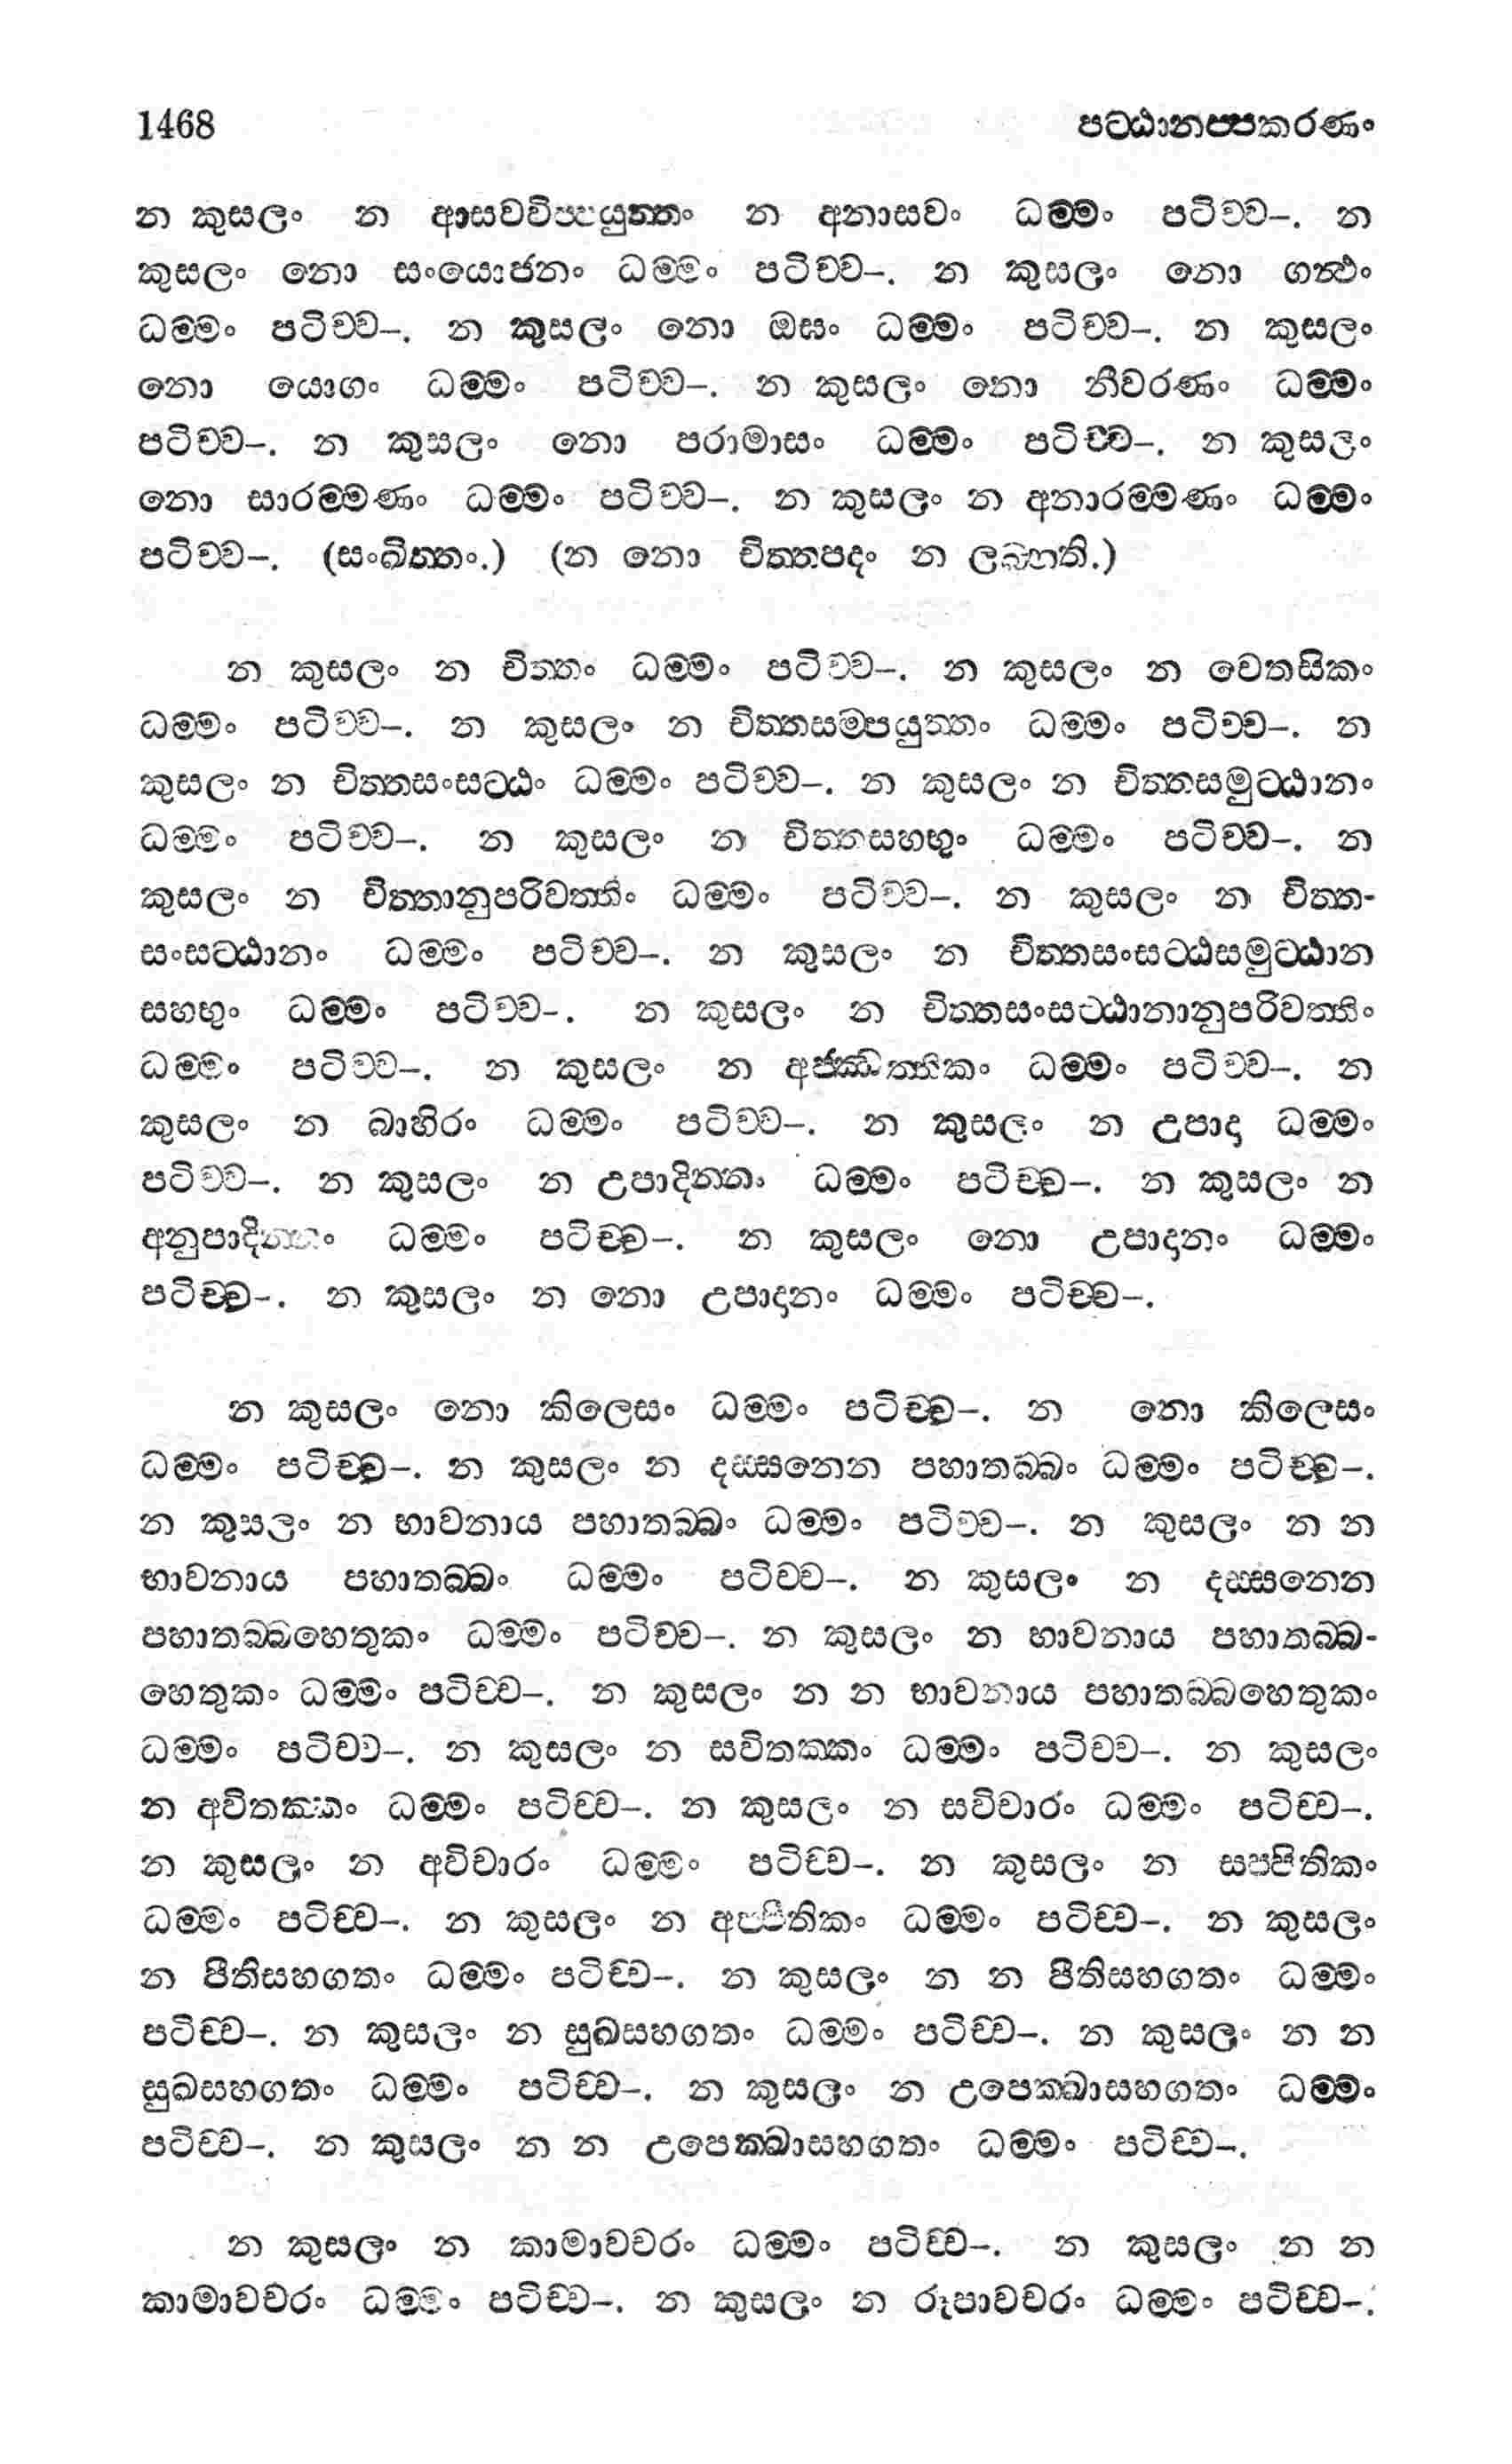 1468 පට්ඨානප්පකරණං
න කුසලං න ආසවවිප්පයුත්තං න අනාසවං ධම්මං පටිච්ච–. න
කුසලං නො සංයොජනං ධම්මං පටිච්ච–. න කුසලං නො ගන්ථං
ධම්මං පටිච්ච–. න කුසලං නො ඔඝං ධම්මං පටිච්ච–. න කුසලං
නො යොගං ධම්මං පටිච්ච–. න කුසලං නො නීවරණං ධම්මං
පටිච්ච–. න කුසලං නො පරාමාසං ධම්මං පටිච්ච–. න කුසලං
නො සාරම්මණං ධම්මං පටිච්ච–. න කුසලං න අනාරම්මණං ධම්මං
පටිච්ච–. (සංඛිත්තං.) (න නො චිත්තපදං න ලබ්භති.)
න කුසලං න චිත්තං ධම්මං පටිච්ච–. න කුසලං න චෙතසිකං
ධම්මං පටිච්ච–. න කුසලං න චිත්තසම්පයුත්තං ධම්මං පටිච්ච–. න
කුසලං න චිත්තසංසට්ඨං ධම්මං පටිච්ච–. න කුසලං න චිත්තසමුට්ඨානං
ධම්මං පටිච්ච–. න කුසලං න චිත්තසහභුං ධම්මං පටිච්ච–. න
කුසලං න චිත්තානුපරිවත්තිං ධම්මං පටිච්ච–. න කුසලං න චිත්ත-
සංසට්ඨානං ධම්මං පටිච්ච–. න කුසලං න චිත්තසංසට්ඨසමුට්ඨාන
සහභුං ධම්මං පටිච්ච–. න කුසලං න චිත්තසංසට්ඨානානුපරිවත්තිං
ධම්මං පටිච්ච–. න කුසලං න අජ්ඣත්තිකං ධම්මං පටිච්ච–. න
කුසලං න බාහිරං ධම්මං පටිච්ච–. න කුසලං න උපාදා ධම්මං
පටිච්ච–. න කුසලං න උපාදින්නං ධම්මං පටිච්ච–. න කුසලං න
අනුපාදින්නං ධම්මං පටිච්ච–. න කුසලං නො උපාදානං ධම්මං
පටිච්ච–. න කුසලං න නො උපාදානං ධම්මං පටිච්ච–.
න කුසලං නො කිලෙසං ධම්මං පටිච්ච–. න නො කිලෙසං
ධම්මං පටිච්ච–. න කුසලං න දස්සනෙන පහාතබ්බං ධම්මං පටිච්ච–.
න කුසලං න භාවනාය පහාතබ්බං ධම්මං පටිච්ච–. න කුසලං න න
භාවනාය පහාතබ්බං ධම්මං පටිච්ච–. න කුසලං න දස්සනෙන
පහාතබ්බහෙතුකං ධම්මං පටිච්ච–. න කුසලං න භාවනාය පහාතබ්බ-
හෙතුකං ධම්මං පටිච්ච–. න කුසලං න න භාවනාය පහාතබ්බහෙතුකං
ධම්මං පටිච්ච–. න කුසලං න සවිතක්කං ධම්මං පටිච්ච–. න කුසලං
න අවිතක්කං ධම්මං පටිච්ච–. න කුසලං න සවිචාරං ධම්මං පටිච්ච–.
න කුසලං න අවිචාරං ධම්මං පටිච්ච–. න කුසලං න සප්පිතිකං
ධම්මං පටිච්ච–. න කුසලං න අප්පීතිකං ධම්මං පටිච්ච–. න කුසලං
න පීතිසහගතං ධම්මං පටිච්ච–. න කුසලං න න පීතිසහගතං ධම්මං
පටිච්ච–. න කුසලං න සුඛසහගතං ධම්මං පටිච්ච–. න කුසලං න න
සුඛසහගතං ධම්මං පටිච්ච–. න කුසලං න උපෙක්ඛාසහගතං ධම්මං
පටිච්ච–. න කුසලං න න උපෙක්ඛාසහගතං ධම්මං පටිච්ච–.
න කුසලං න කාමාවචරං ධම්මං පටිච්ච–. න කුසලං න න
කාමාවචරං ධම්මං පටිච්ච–. න කුසලං න රූපාවචරං ධම්මං පටිච්ච–.